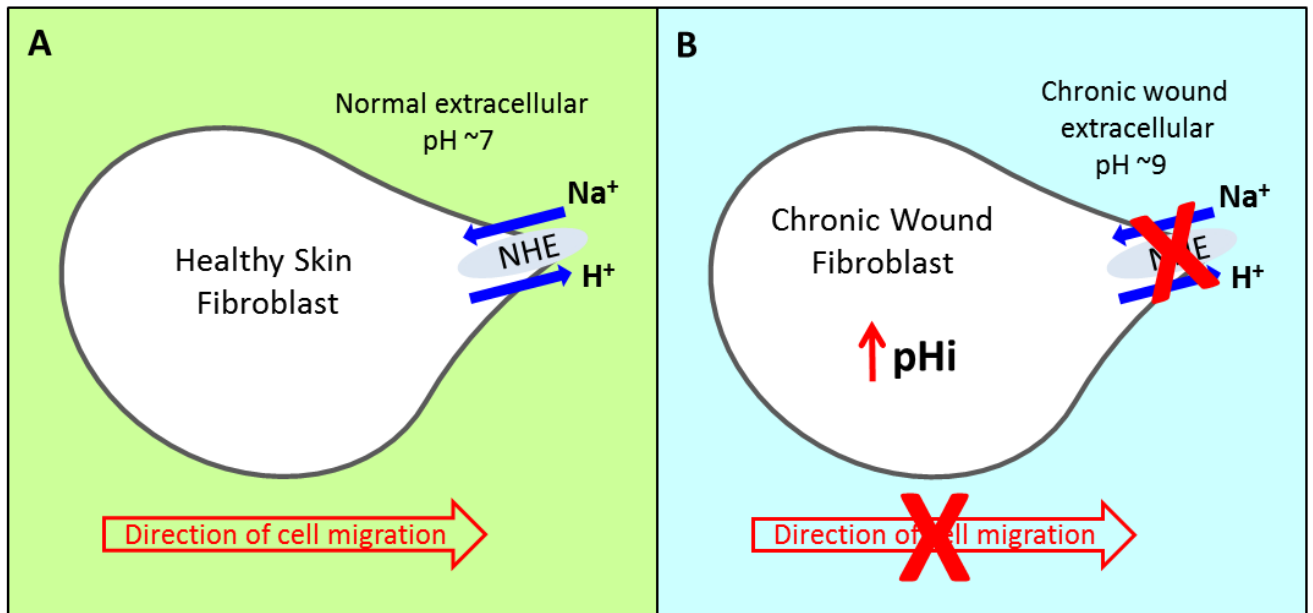 A
Normal extracellular
pH ~7
Na⁺
NHE
H⁺
Healthy Skin
Fibroblast
Direction of cell migration
B
Chronic wound
extracellular
pH ~9
Na⁺
NHE
H⁺
Chronic Wound
Fibroblast
pHi
Direction of cell migration